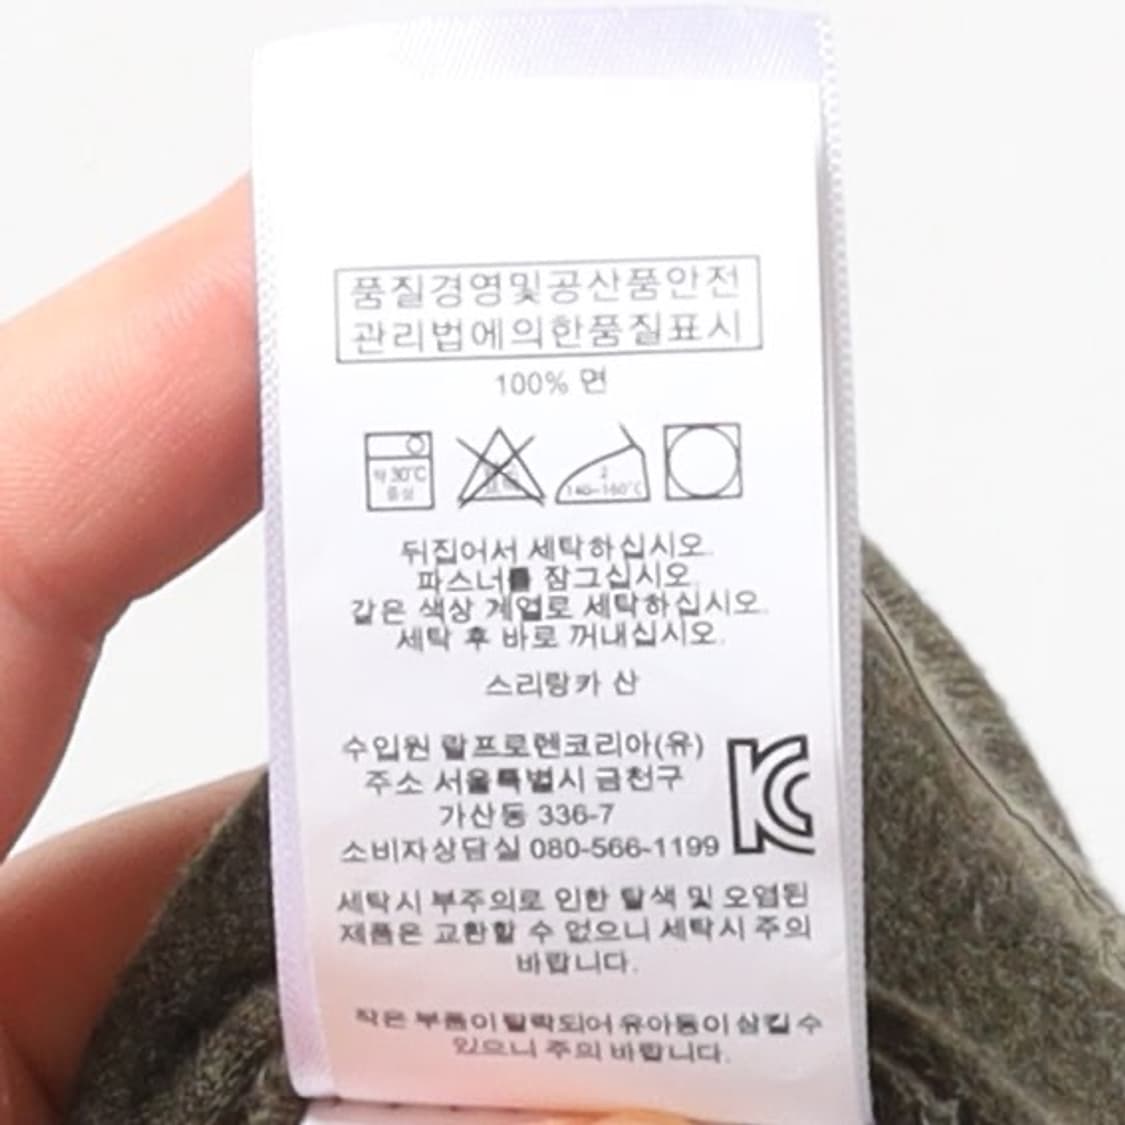 품질경영및공산품안전
관리법에의한품질표시
100% 면
약 30˚C
중성
2
140~160˚C
뒤집어서 세탁하십시오.
파스너를 잠그십시오.
같은 색상 계열로 세탁하십시오.
세탁 후 바로 꺼내십시오.
스리랑카 산
수입원 랄프로렌코리아(유)
주소 서울특별시 금천구
가산동 336-7
소비자상담실 080-566-1199
세탁시 부주의로 인한 탈색 및 오염된
제품은 교환할 수 없으니 세탁시 주의
바랍니다.
작은 부품이 탈락되어 유아동이 삼킬 수
있으니 주의 바랍니다.